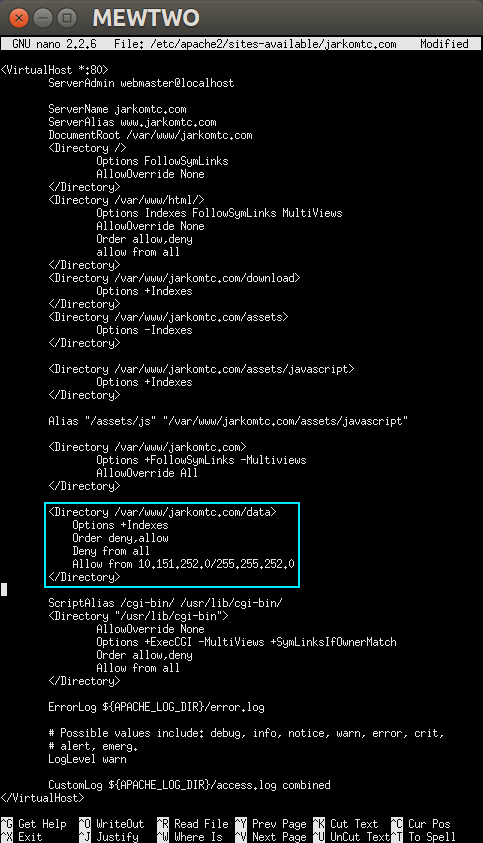 MEWTWO
GNU nano 2.2.6 File: /etc/apache2/sites-available/jarkomtc.com Modified
<VirtualHost *:80>
ServerAdmin webmaster@localhost
ServerName jarkomtc.com
ServerAlias www.jarkomtc.com
DocumentRoot /var/www/jarkomtc.com
<Directory />
Options FollowSymLinks
AllowOverride None
</Directory>
<Directory /var/www/html/>
Options Indexes FollowSymLinks MultiViews
AllowOverride None
Order allow,deny
allow from all
</Directory>
<Directory /var/www/jarkomtc.com/download>
Options +Indexes
</Directory>
<Directory /var/www/jarkomtc.com/assets>
Options -Indexes
</Directory>
<Directory /var/www/jarkomtc.com/assets/javascript>
Options +Indexes
</Directory>
Alias "/assets/js" "/var/www/jarkomtc.com/assets/javascript"
<Directory /var/www/jarkomtc.com>
Options +FollowSymLinks -Multiviews
AllowOverride All
</Directory>
<Directory /var/www/jarkomtc.com/data>
Options +Indexes
Order deny,allow
Deny from all
Allow from 10.151.252.0/255.255.252.0
</Directory>
ScriptAlias /cgi-bin/ /usr/lib/cgi-bin/
<Directory "/usr/lib/cgi-bin">
AllowOverride None
Options +ExecCGI -MultiViews +SymLinksIfOwnerMatch
Order allow,deny
Allow from all
</Directory>
ErrorLog ${APACHE_LOG_DIR}/error.log
# Possible values include: debug, info, notice, warn, error, crit,
# alert, emerg.
LogLevel warn
CustomLog ${APACHE_LOG_DIR}/access.log combined
</VirtualHost>
^G Get Help ^O WriteOut ^R Read File ^Y Prev Page ^K Cut Text ^C Cur Pos
^X Exit ^J Justify ^W Where Is ^V Next Page ^U UnCut Text^T To Spell